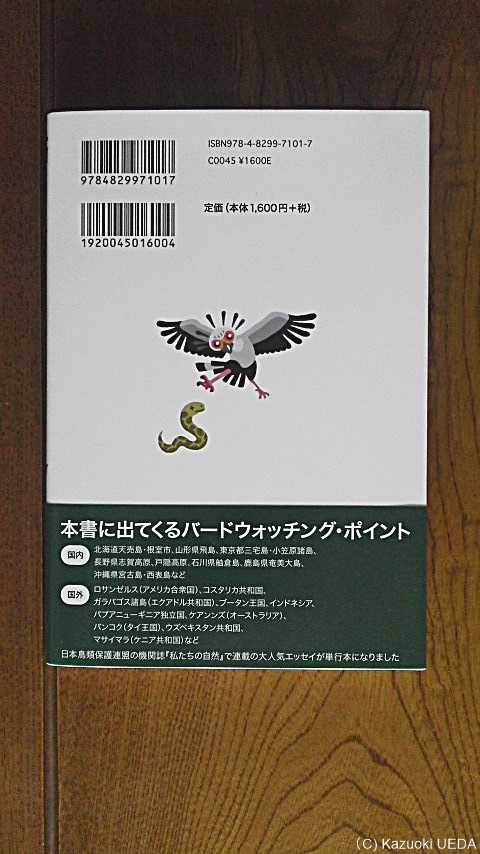 ISBN978-4-8299-7101-7
C0045 ¥1600E
9784829971017
定価（本体1,600円＋税）
1920045016004
本書に出てくるバードウォッチング・ポイント
国内 北海道天売島・根室市、山形県飛島、東京都三宅島・小笠原諸島、
長野県志賀高原、戸隠高原、石川県舳倉島、鹿島県奄美大島、
沖縄県宮古島・西表島など
国外 ロサンゼルス（アメリカ合衆国）、コスタリカ共和国、
ガラパゴス諸島（エクアドル共和国）、ブータン王国、インドネシア、
パプアニューギニア独立国、ケアンンズ（オーストラリア）、
バンコク（タイ王国）、ウズベキスタン共和国、
マサイマラ（ケニア共和国）など
日本鳥類保護連盟の機関誌『私たちの自然』で連載の大人気エッセイが単行本になりました
(C) Kazuoki UEDA